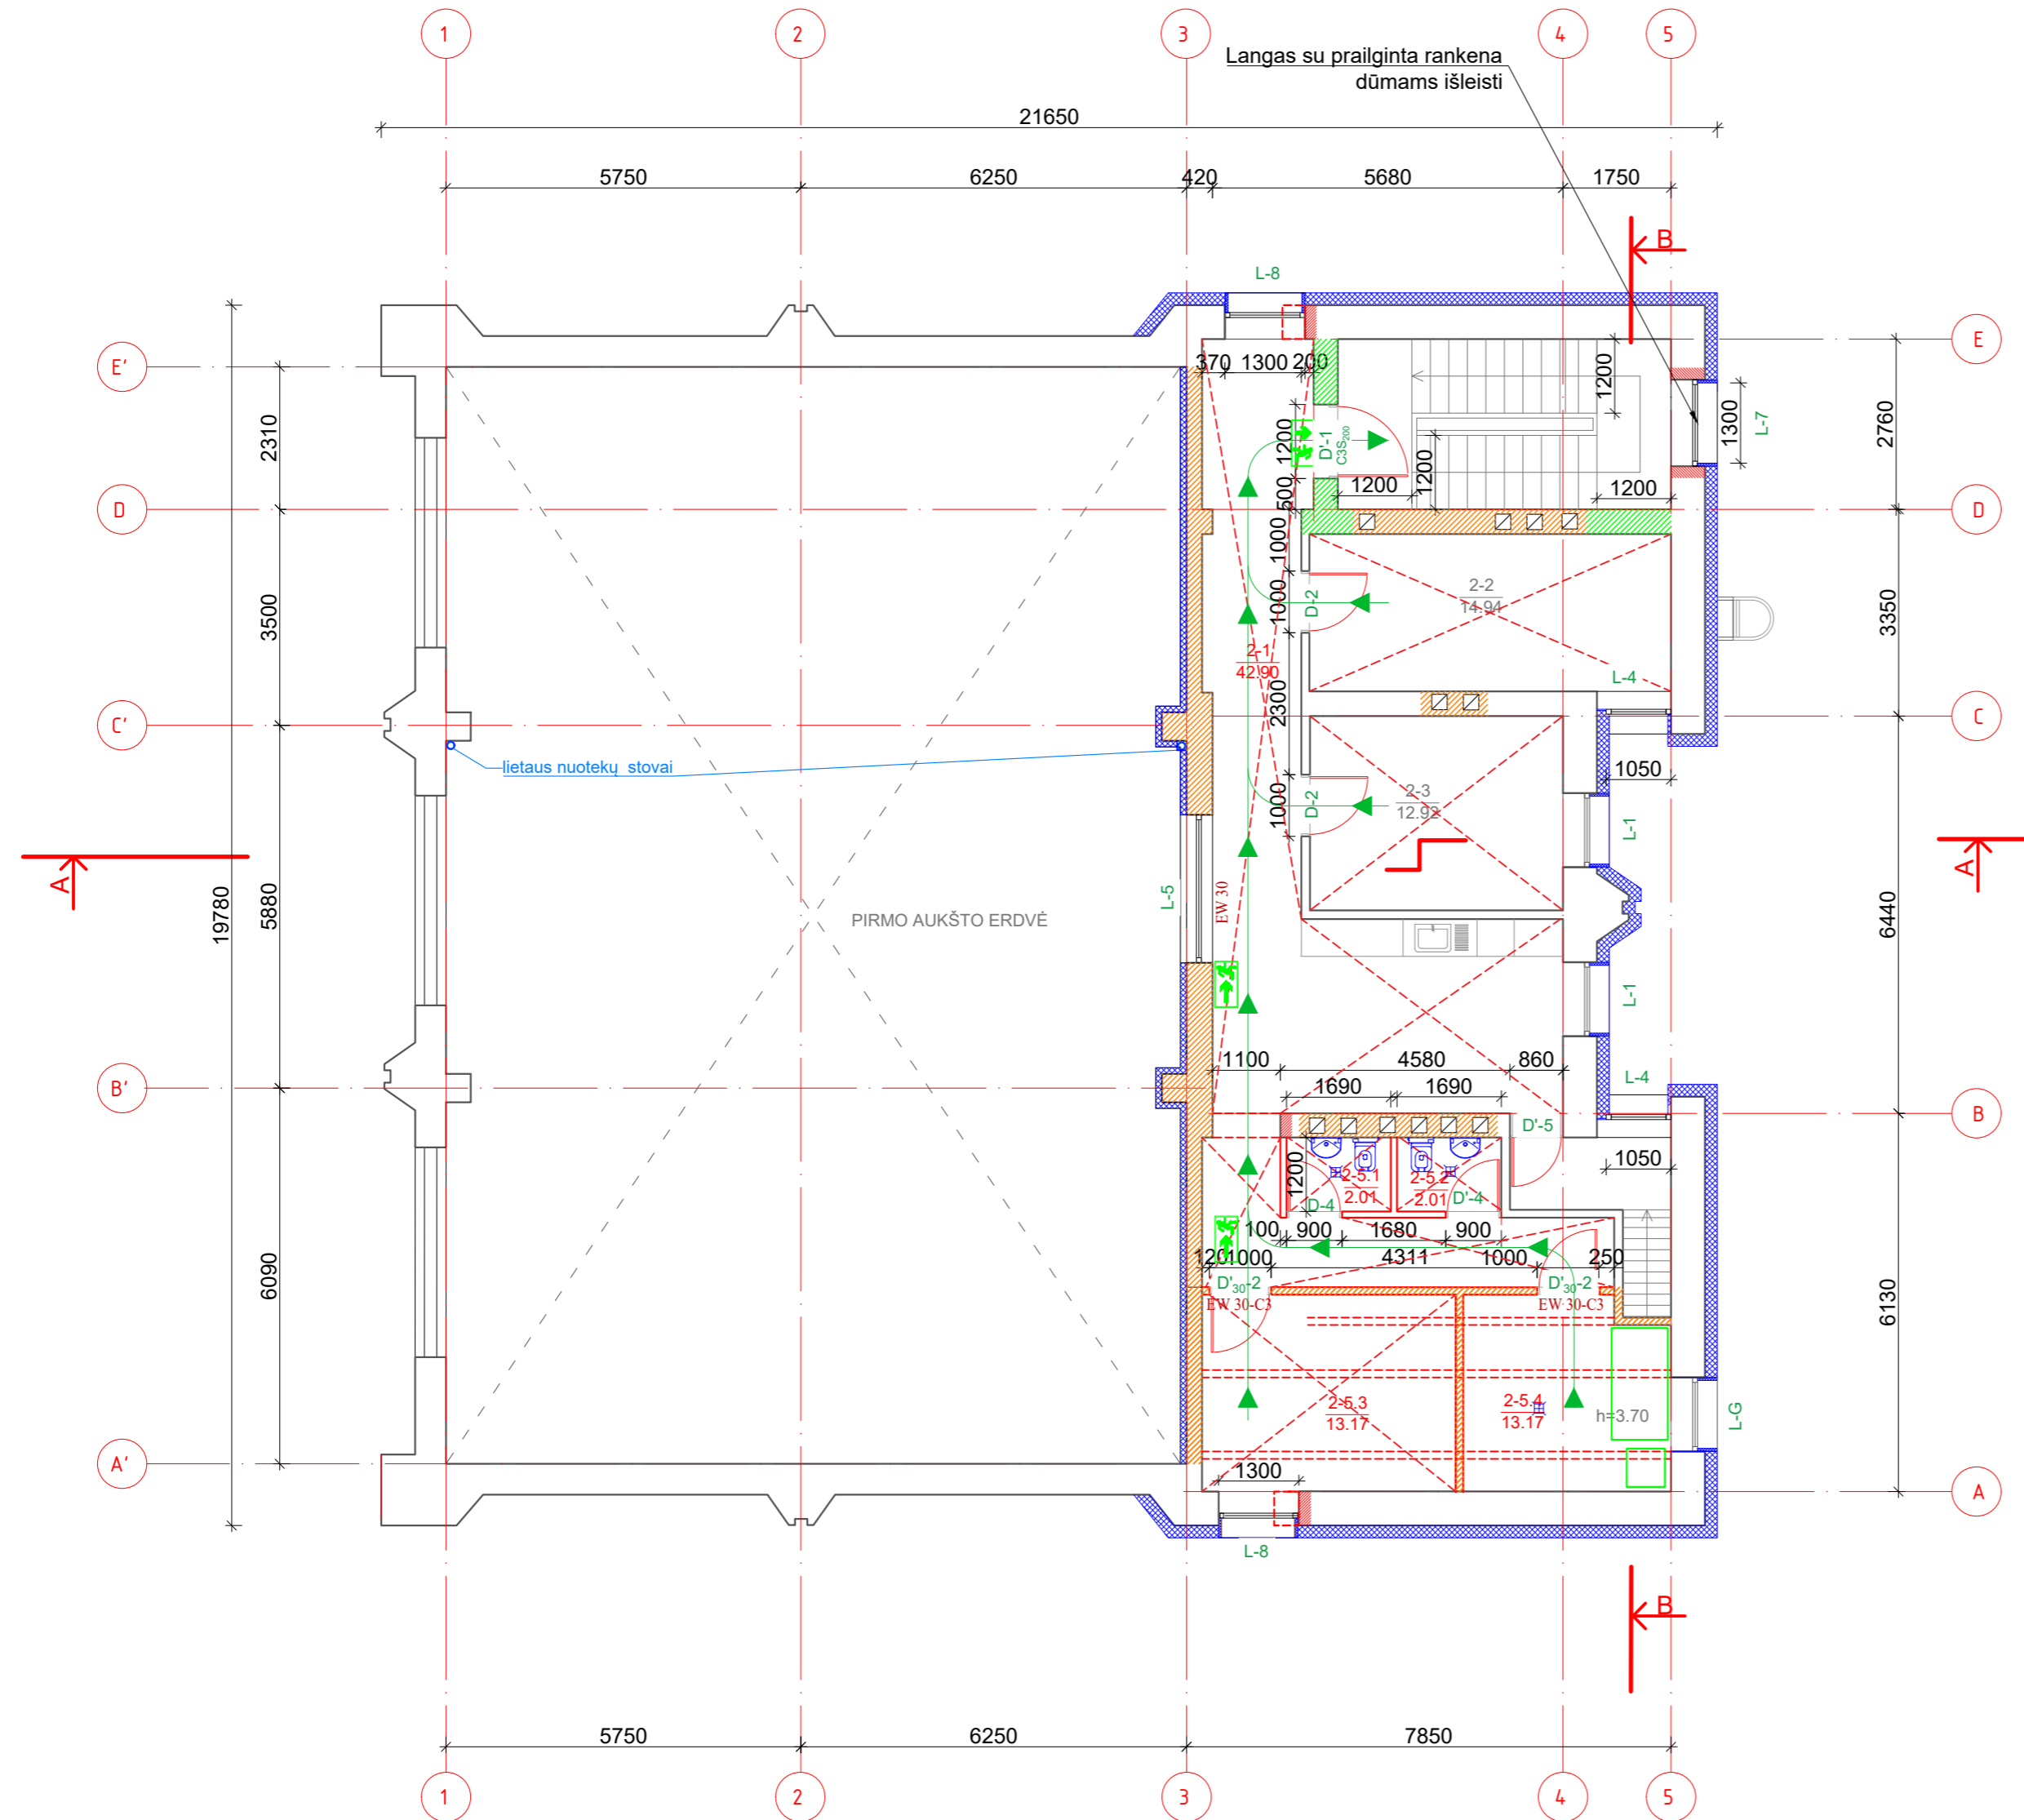 1
2
3
4
5
Langas su prailginta rankena
dūmams išleisti
21650
5750
6250
420
5680
1750
B
L-8
E'
E
370
1300
200
1200
2310
2760
1200
D'-1
C3S200
1300
L-7
500
1200
1200
1200
D
D
1000
2-2
14.94
3500
3350
1000
D-2
2-1
42.90
L-4
2300
C'
C
lietaus nuotekų stovai
1050
1000
D-2
2-3
12.92
L-1
A
A
19780
5880
L-5
EW 30
PIRMO AUKŠTO ERDVĖ
6440
L-1
1100
4580
860
1690
1690
L-4
B'
B
D'-5
1200
2-5.1
2.01
2-5.2
2.01
1050
D-4
D'-4
100
900
1680
900
120
1000
4311
1000
250
6090
6130
D'30-2
EW 30-C3
D'30-2
EW 30-C3
2-5.3
13.17
2-5.4
13.17
h=3.70
L-G
A'
1300
A
L-8
B
5750
6250
7850
1
2
3
4
5